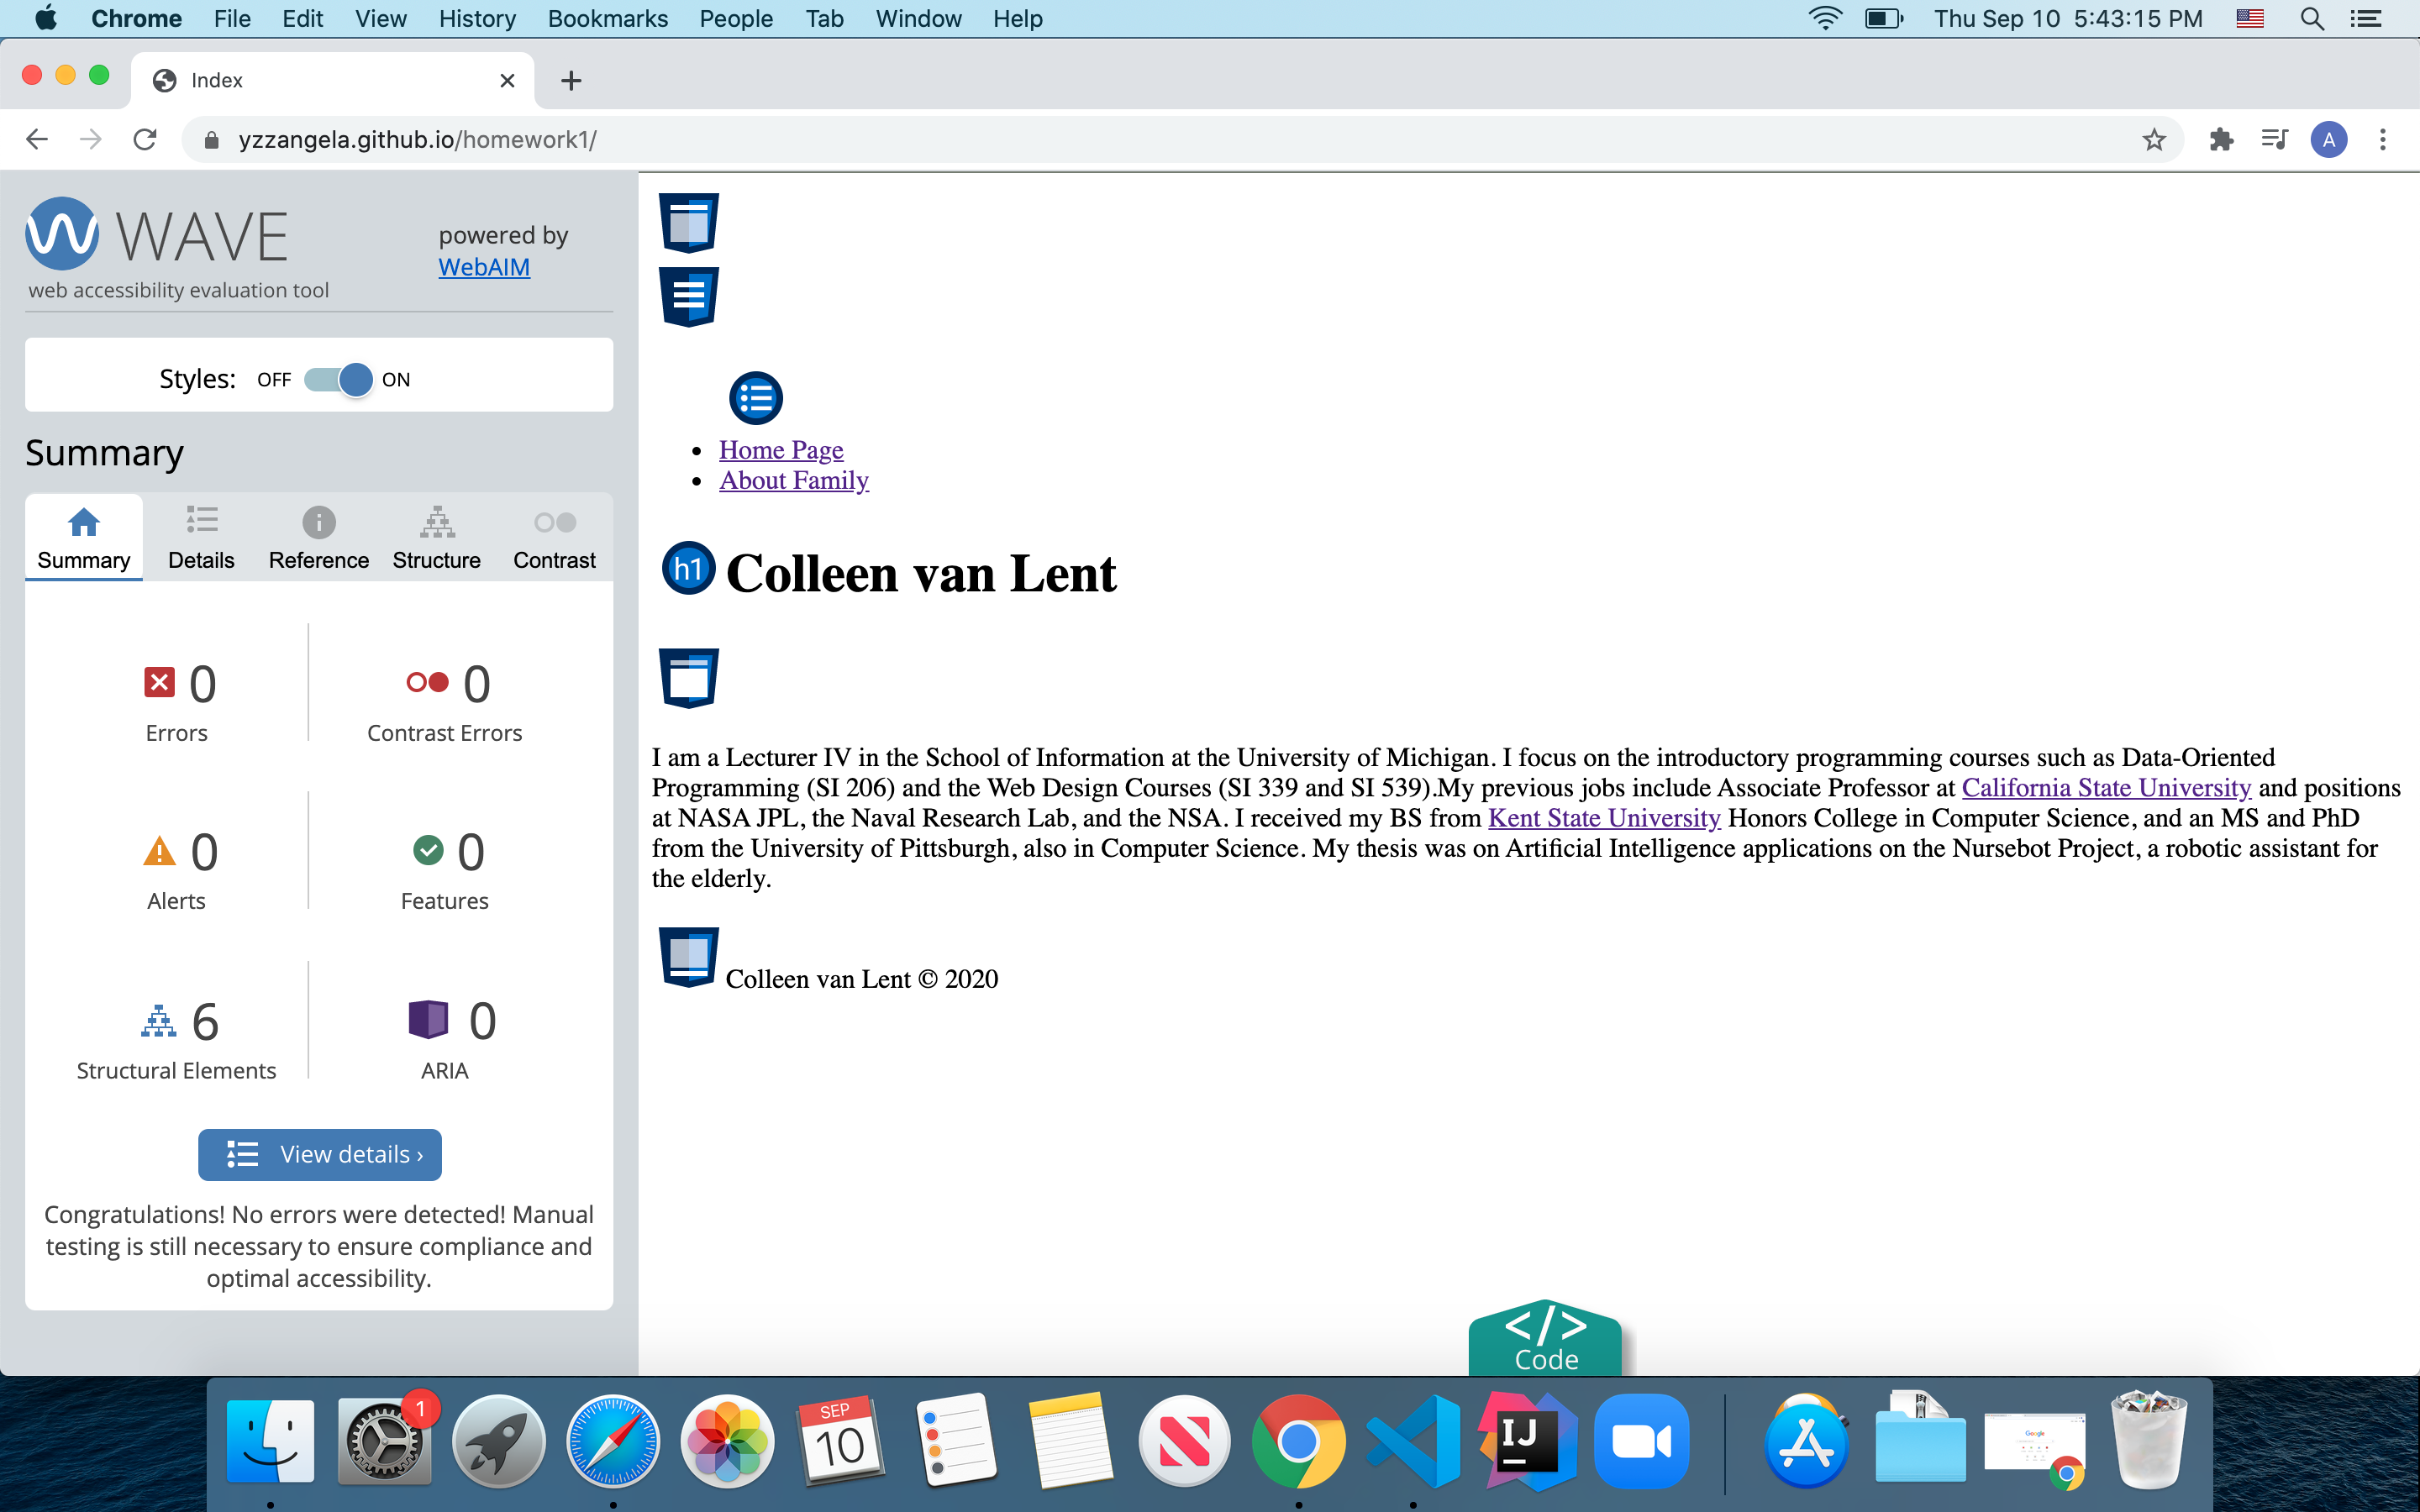 Chrome File Edit View History Bookmarks People Tab Window Help Thu Sep 10 5:43:15 PM
Index
yzzangela.github.io/homework1/
A
WAVE
web accessibility evaluation tool
powered by
WebAIM
Styles: OFF ON
Summary
Summary Details Reference Structure Contrast
0 Errors
0 Contrast Errors
0 Alerts
0 Features
6 Structural Elements
0 ARIA
View details ›
Congratulations! No errors were detected! Manual
testing is still necessary to ensure compliance and
optimal accessibility.
Home Page
About Family
h1 Colleen van Lent
I am a Lecturer IV in the School of Information at the University of Michigan. I focus on the introductory programming courses such as Data-Oriented
Programming (SI 206) and the Web Design Courses (SI 339 and SI 539).My previous jobs include Associate Professor at California State University and positions
at NASA JPL, the Naval Research Lab, and the NSA. I received my BS from Kent State University Honors College in Computer Science, and an MS and PhD
from the University of Pittsburgh, also in Computer Science. My thesis was on Artificial Intelligence applications on the Nursebot Project, a robotic assistant for
the elderly.
Colleen van Lent © 2020
</>
Code
1
SEP
10
IJ
Google